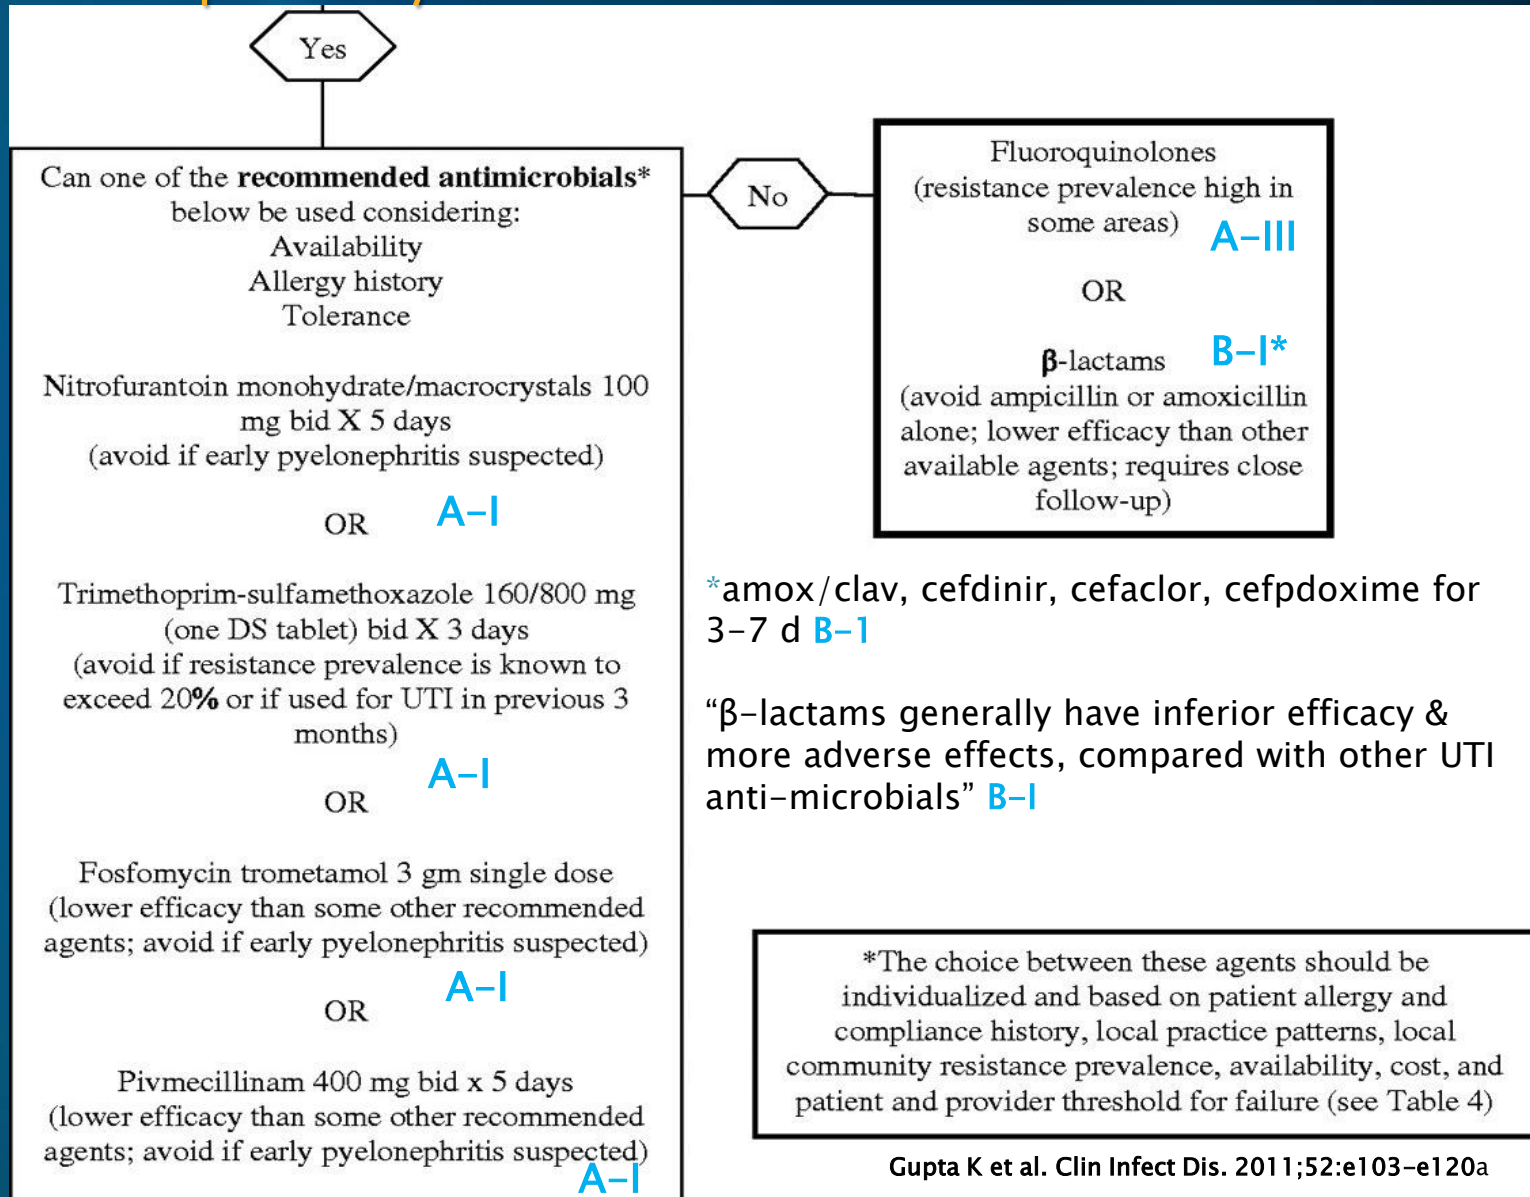 Yes
Can one of the recommended antimicrobials*
below be used considering:
Availability
Allergy history
Tolerance
Nitrofurantoin monohydrate/macrocrystals 100
mg bid X 5 days
(avoid if early pyelonephritis suspected)
OR A-I
Trimethoprim-sulfamethoxazole 160/800 mg
(one DS tablet) bid X 3 days
(avoid if resistance prevalence is known to
exceed 20% or if used for UTI in previous 3
months)
A-I
OR
Fosfomycin trometamol 3 gm single dose
(lower efficacy than some other recommended
agents; avoid if early pyelonephritis suspected)
A-I
OR
Pivmecillinam 400 mg bid x 5 days
(lower efficacy than some other recommended
agents; avoid if early pyelonephritis suspected)
A-I
No
Fluoroquinolones
(resistance prevalence high in
some areas) A-III
OR
B-I*
β-lactams
(avoid ampicillin or amoxicillin
alone; lower efficacy than other
available agents; requires close
follow-up)
*amox/clav, cefdinir, cefaclor, cefpdoxime for
3-7 d B-1
“β-lactams generally have inferior efficacy &
more adverse effects, compared with other UTI
anti-microbials” B-I
*The choice between these agents should be
individualized and based on patient allergy and
compliance history, local practice patterns, local
community resistance prevalence, availability, cost, and
patient and provider threshold for failure (see Table 4)
Gupta K et al. Clin Infect Dis. 2011;52:e103-e120a